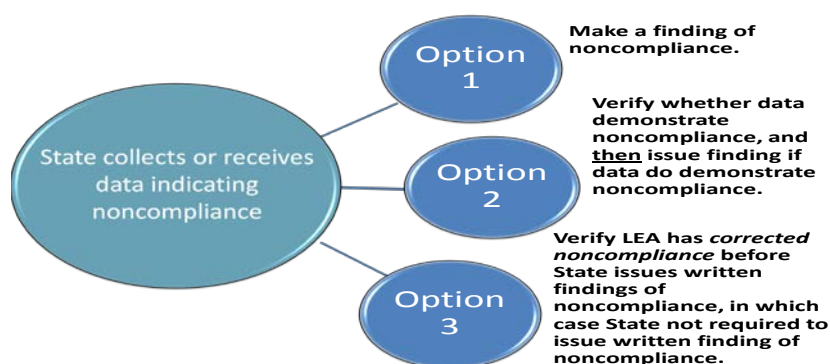 State collects or receives
data indicating
noncompliance
Option
1
Make a finding of
noncompliance.
Option
2
Verify whether data
demonstrate
noncompliance, and
then issue finding if
data do demonstrate
noncompliance.
Option
3
Verify LEA has corrected
noncompliance before
State issues written
findings of
noncompliance, in which
case State not required to
issue written finding of
noncompliance.